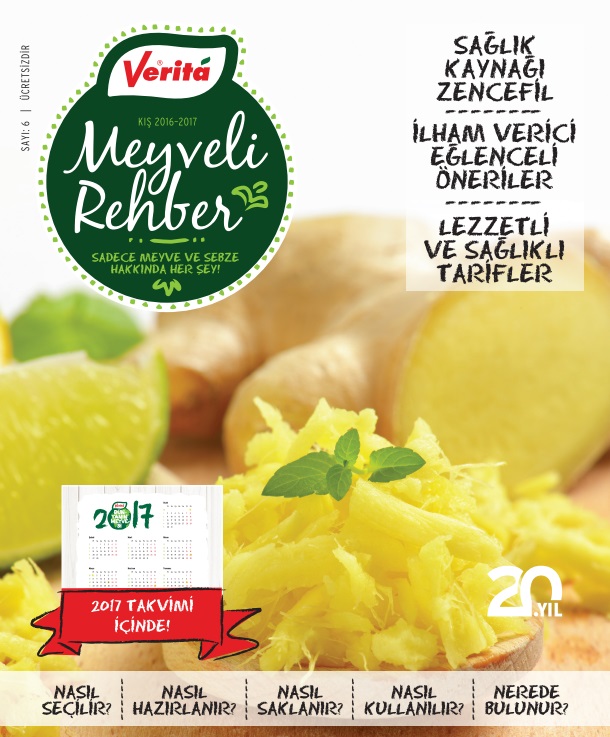 SAYI: 6 | ÜCRETSİZDİR
Veritá®
KIŞ 2016-2017
Meyveli
Rehber
SADECE MEYVE VE SEBZE
HAKKINDA HER ŞEY!
SAĞLIK
KAYNAĞI
ZENCEFİL
İLHAM VERİCİ
EĞLENCELİ
ÖNERİLER
LEZZETLİ
VE SAĞLIKLI
TARİFLER
2017
2017 TAKVİMİ
İÇİNDE!
20.YIL
NASIL
SEÇİLİR?
NASIL
HAZIRLANIR?
NASIL
SAKLANIR?
NASIL
KULLANILIR?
NEREDE
BULUNUR?